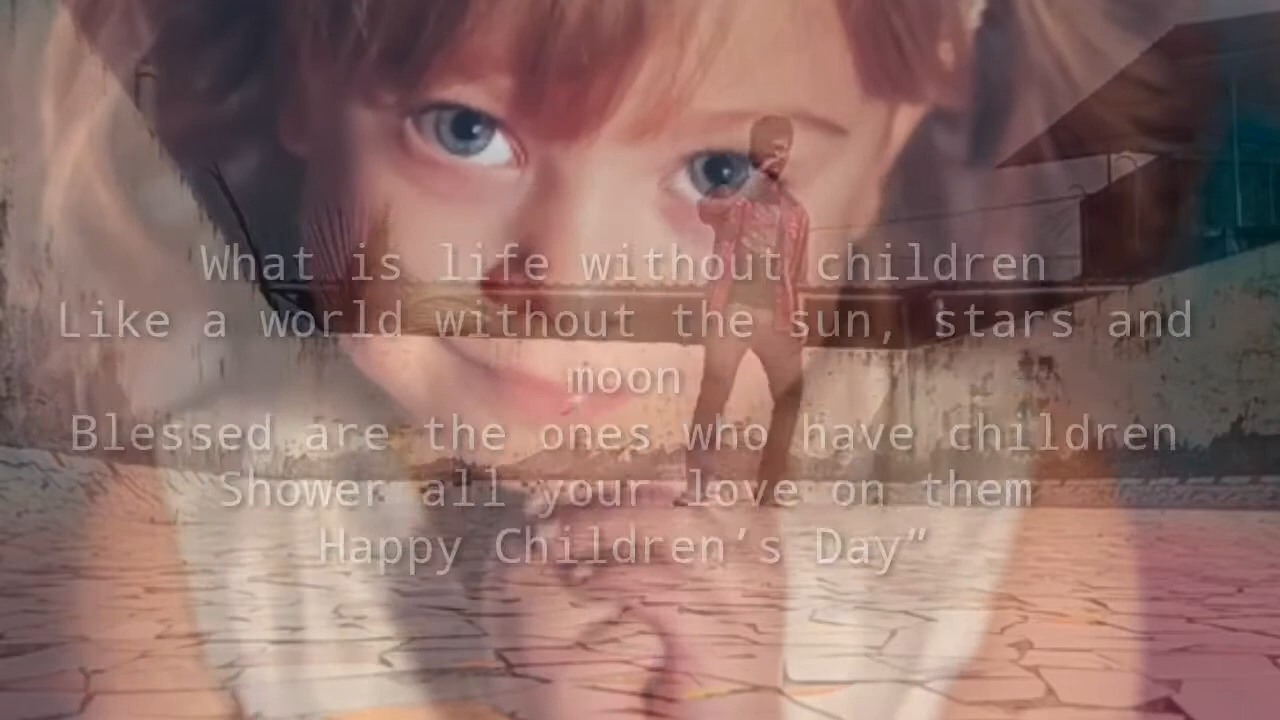 What is life without children
Like a world without the sun, stars and
moon
Blessed are the ones who have children
Shower all your love on them
Happy Children’s Day”